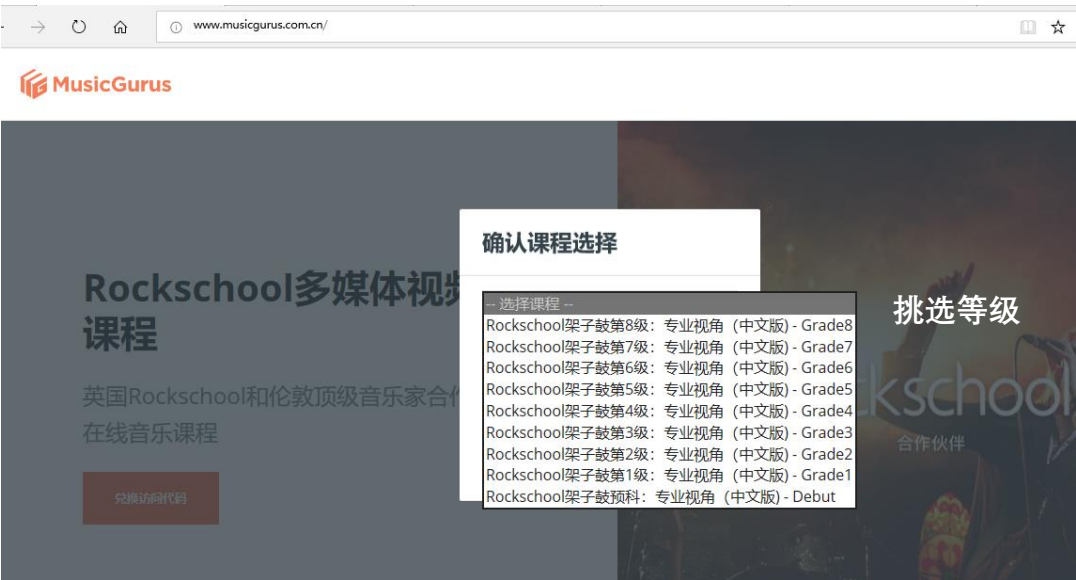 www.musicgurus.com.cn/
MusicGurus
确认课程选择
Rockschool多媒体视频
课程
英国Rockschool和伦敦顶级音乐家合作
在线音乐课程
兑换访问代码
-- 选择课程 --
Rockschool架子鼓第8级：专业视角（中文版) - Grade8
Rockschool架子鼓第7级：专业视角（中文版) - Grade7
Rockschool架子鼓第6级：专业视角（中文版) - Grade6
Rockschool架子鼓第5级：专业视角（中文版) - Grade5
Rockschool架子鼓第4级：专业视角（中文版) - Grade4
Rockschool架子鼓第3级：专业视角（中文版) - Grade3
Rockschool架子鼓第2级：专业视角（中文版) - Grade2
Rockschool架子鼓第1级：专业视角（中文版) - Grade1
Rockschool架子鼓预科：专业视角（中文版) - Debut
挑选等级
kschool
合作伙伴